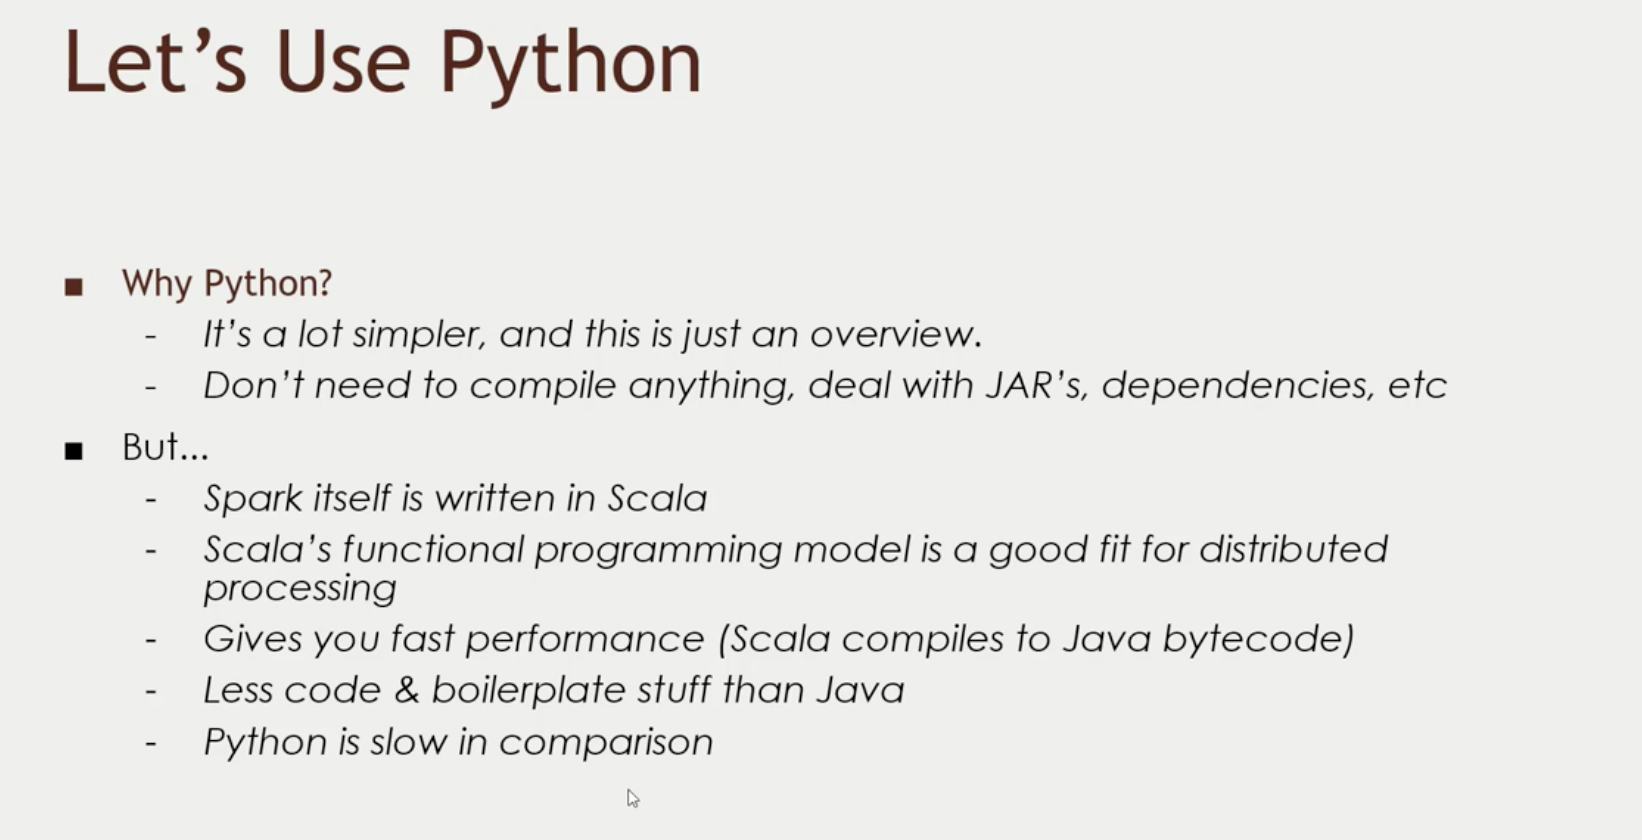 Let’s Use Python
■ Why Python?
- It’s a lot simpler, and this is just an overview.
- Don’t need to compile anything, deal with JAR’s, dependencies, etc
■ But...
- Spark itself is written in Scala
- Scala’s functional programming model is a good fit for distributed
processing
- Gives you fast performance (Scala compiles to Java bytecode)
- Less code & boilerplate stuff than Java
- Python is slow in comparison